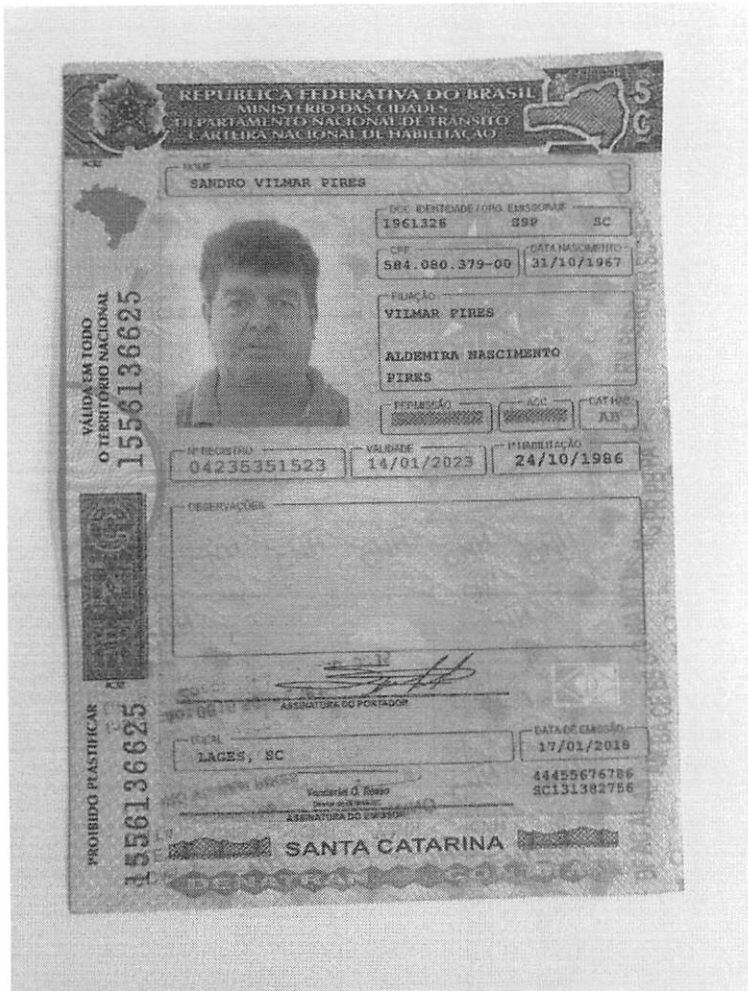 REPÚBLICA FEDERATIVA DO BRASIL
MINISTÉRIO DAS CIDADES
DEPARTAMENTO NACIONAL DE TRÂNSITO
CARTEIRA NACIONAL DE HABILITAÇÃO
SC
NOME
SANDRO VILMAR PIRES
DOC. IDENTIDADE / ÓRG. EMISSOR/UF
1961326 SSP SC
CPF
584.080.379-00
DATA NASCIMENTO
31/10/1967
FILIAÇÃO
VILMAR PIRES
ALDEMIRA NASCIMENTO
PIRES
PERMISSÃO
ACC
CAT. HAB.
AB
Nº REGISTRO
04235351523
VALIDADE
14/01/2023
1ª HABILITAÇÃO
24/10/1986
OBSERVAÇÕES
ASSINATURA DO PORTADOR
LOCAL
LAGES, SC
DATA DE EMISSÃO
17/01/2018
44455676786
SC131382756
ASSINATURA DO EMISSOR
SANTA CATARINA
DENATRAN
VÁLIDA EM TODO
O TERRITÓRIO NACIONAL
1556136625
PROIBIDO PLASTIFICAR
1556136625